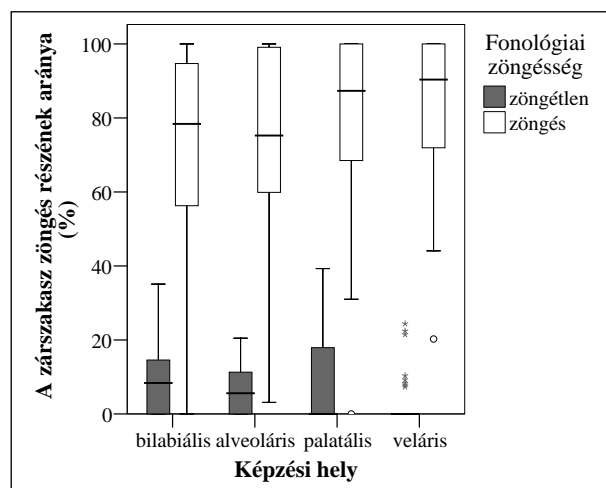 A zárszakasz zöngés részének aránya
(%)
100
80
60
40
20
0
bilabiális alveoláris palatális veláris
Képzési hely
Fonológiai
zöngésség
zöngétlen
zöngés